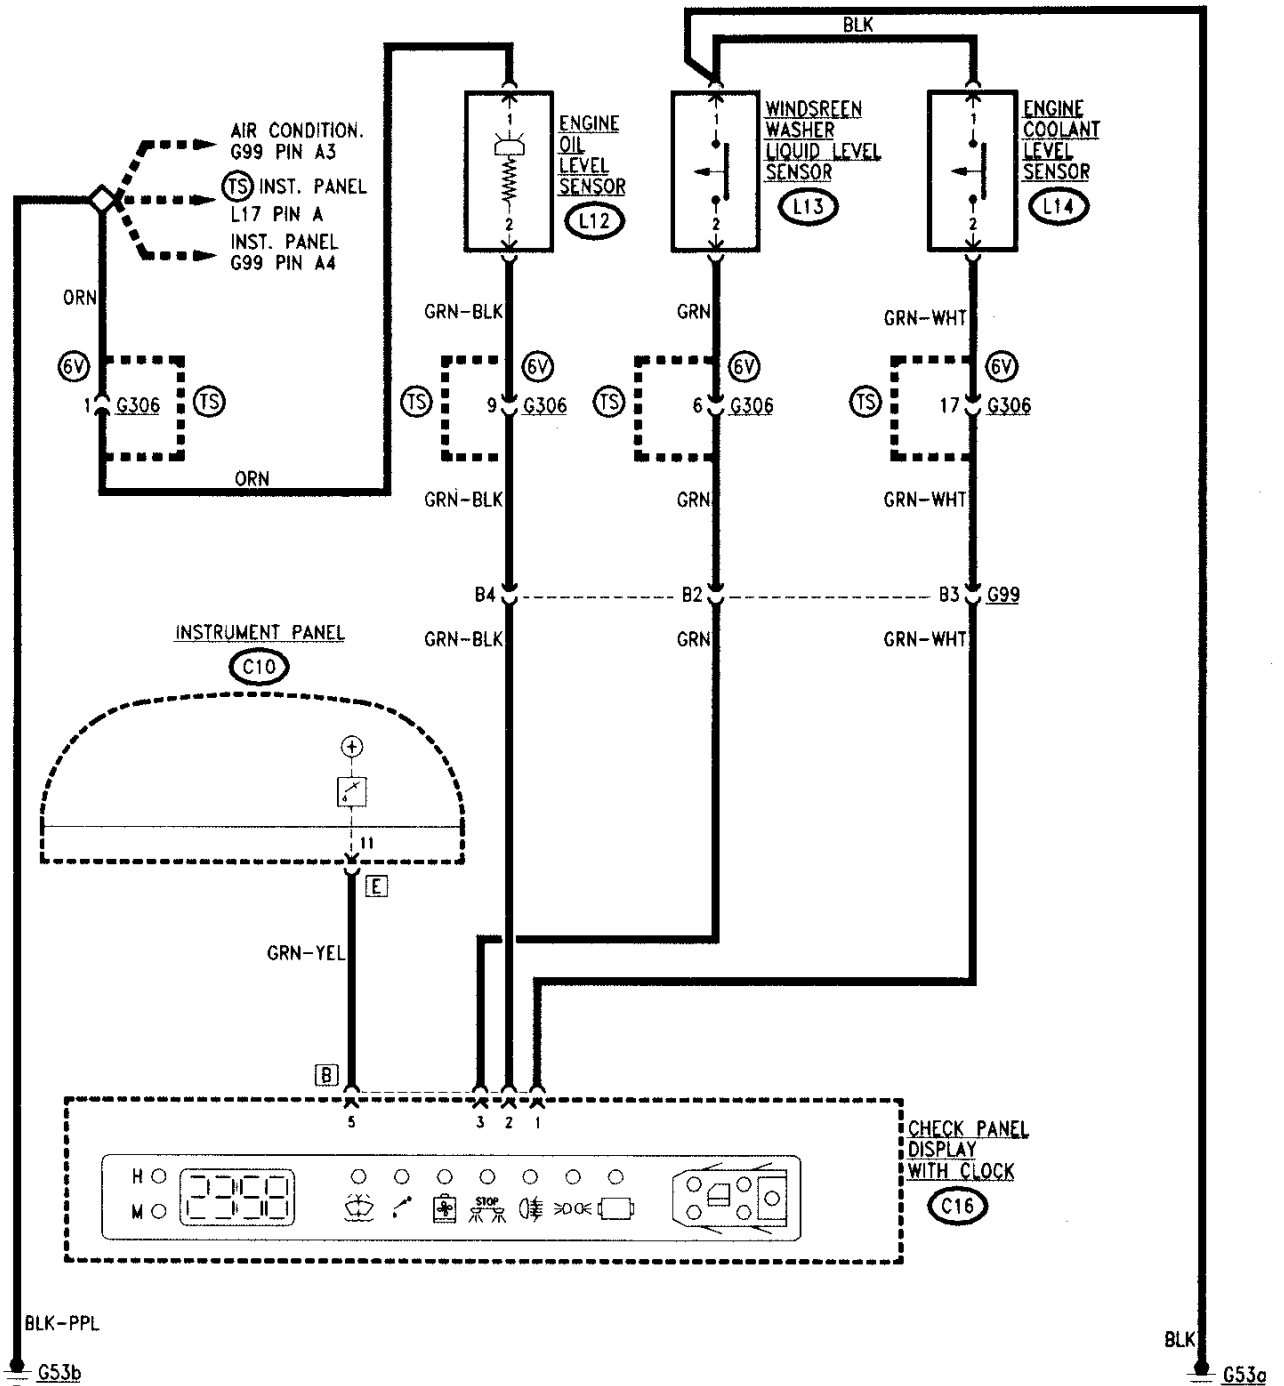 BLK
AIR CONDITION.
G99 PIN A3
TS INST. PANEL
L17 PIN A
INST. PANEL
G99 PIN A4
1
2
ENGINE
OIL
LEVEL
SENSOR
L12
1
2
WINDSREEN
WASHER
LIQUID LEVEL
SENSOR
L13
1
2
ENGINE
COOLANT
LEVEL
SENSOR
L14
ORN
GRN-BLK
GRN
GRN-WHT
6V
6V
6V
6V
1 G306
TS
TS
9 G306
TS
6 G306
TS
17 G306
ORN
GRN-BLK
GRN
GRN-WHT
B4
B2
B3 G99
GRN-BLK
GRN
GRN-WHT
INSTRUMENT PANEL
C10
11
E
GRN-YEL
B
5
3
2
1
CHECK PANEL
DISPLAY
WITH CLOCK
C16
H
M
23:58
STOP
BLK-PPL
G53b
BLK
G53a